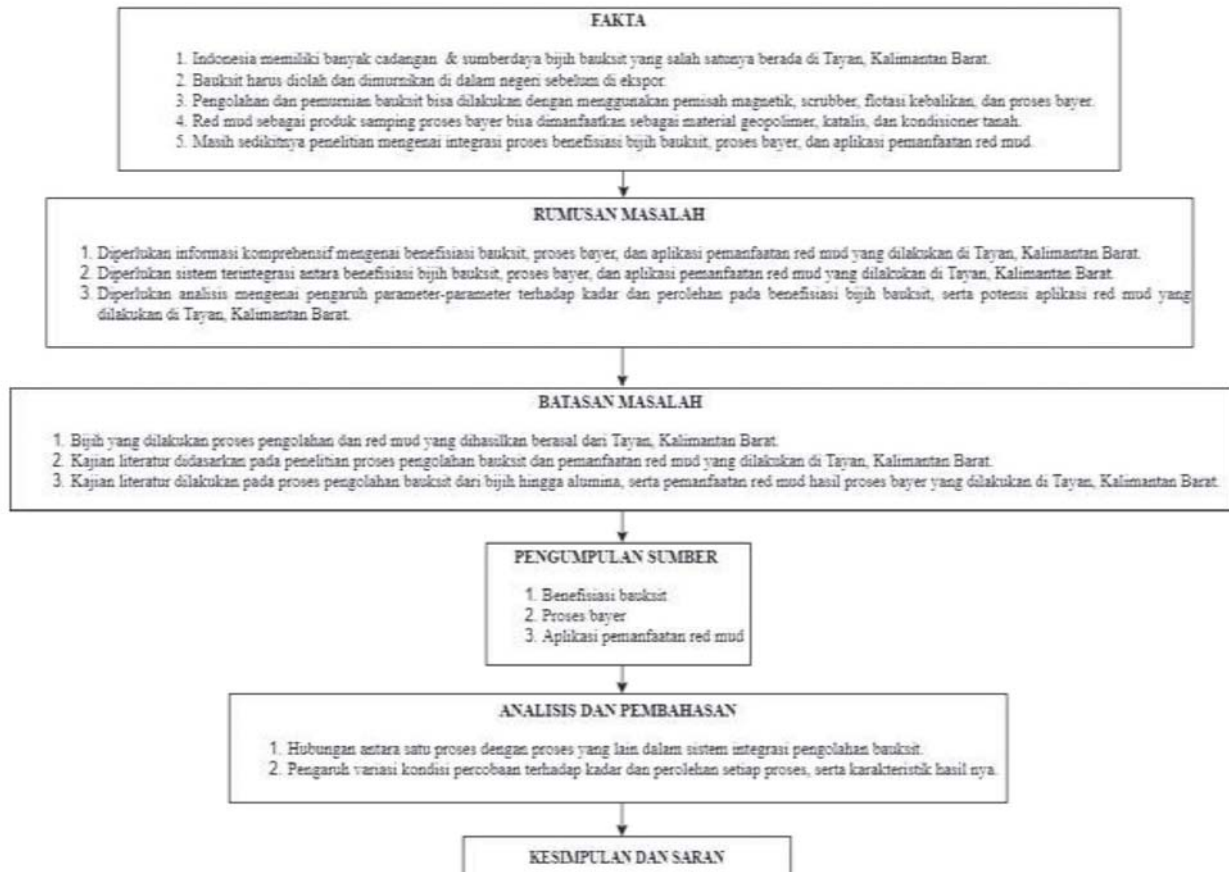 FAKTA
1. Indonesia memiliki banyak cadangan & sumberdaya bijih bauksit yang salah satunya berada di Tayan, Kalimantan Barat.
2. Bauksit harus diolah dan dimurnikan di dalam negeri sebelum di ekspor.
3. Pengolahan dan pemurnian bauksit bisa dilakukan dengan menggunakan pemisah magnetik, scrubber, flotasi kebalikan, dan proses bayer.
4. Red mud sebagai produk samping proses bayer bisa dimanfaatkan sebagai material geopolimer, katalis, dan kondisioner tanah.
5. Masih sedikitnya penelitian mengenai integrasi proses benefisiasi bijih bauksit, proses bayer, dan aplikasi pemanfaatan red mud.
RUMUSAN MASALAH
1. Diperlukan informasi komprehensif mengenai benefisiasi bauksit, proses bayer, dan aplikasi pemanfaatan red mud yang dilakukan di Tayan, Kalimantan Barat.
2. Diperlukan sistem terintegrasi antara benefisiasi bijih bauksit, proses bayer, dan aplikasi pemanfaatan red mud yang dilakukan di Tayan, Kalimantan Barat.
3. Diperlukan analisis mengenai pengaruh parameter-parameter terhadap kadar dan perolehan pada benefisiasi bijih bauksit, serta potensi aplikasi red mud yang
dilakukan di Tayan, Kalimantan Barat.
BATASAN MASALAH
1. Bijih yang dilakukan proses pengolahan dan red mud yang dihasilkan berasal dari Tayan, Kalimantan Barat.
2. Kajian literatur didasarkan pada penelitian proses pengolahan bauksit dan pemanfaatan red mud yang dilakukan di Tayan, Kalimantan Barat.
3. Kajian literatur dilakukan pada proses pengolahan bauksit dari bijih hingga alumina, serta pemanfaatan red mud hasil proses bayer yang dilakukan di Tayan, Kalimantan Barat.
PENGUMPULAN SUMBER
1. Benefisiasi bauksit
2. Proses bayer
3. Aplikasi pemanfaatan red mud
ANALISIS DAN PEMBAHASAN
1. Hubungan antara satu proses dengan proses yang lain dalam sistem integrasi pengolahan bauksit.
2. Pengaruh variasi kondisi percobaan terhadap kadar dan perolehan setiap proses, serta karakteristik hasil nya.
KESIMPULAN DAN SARAN